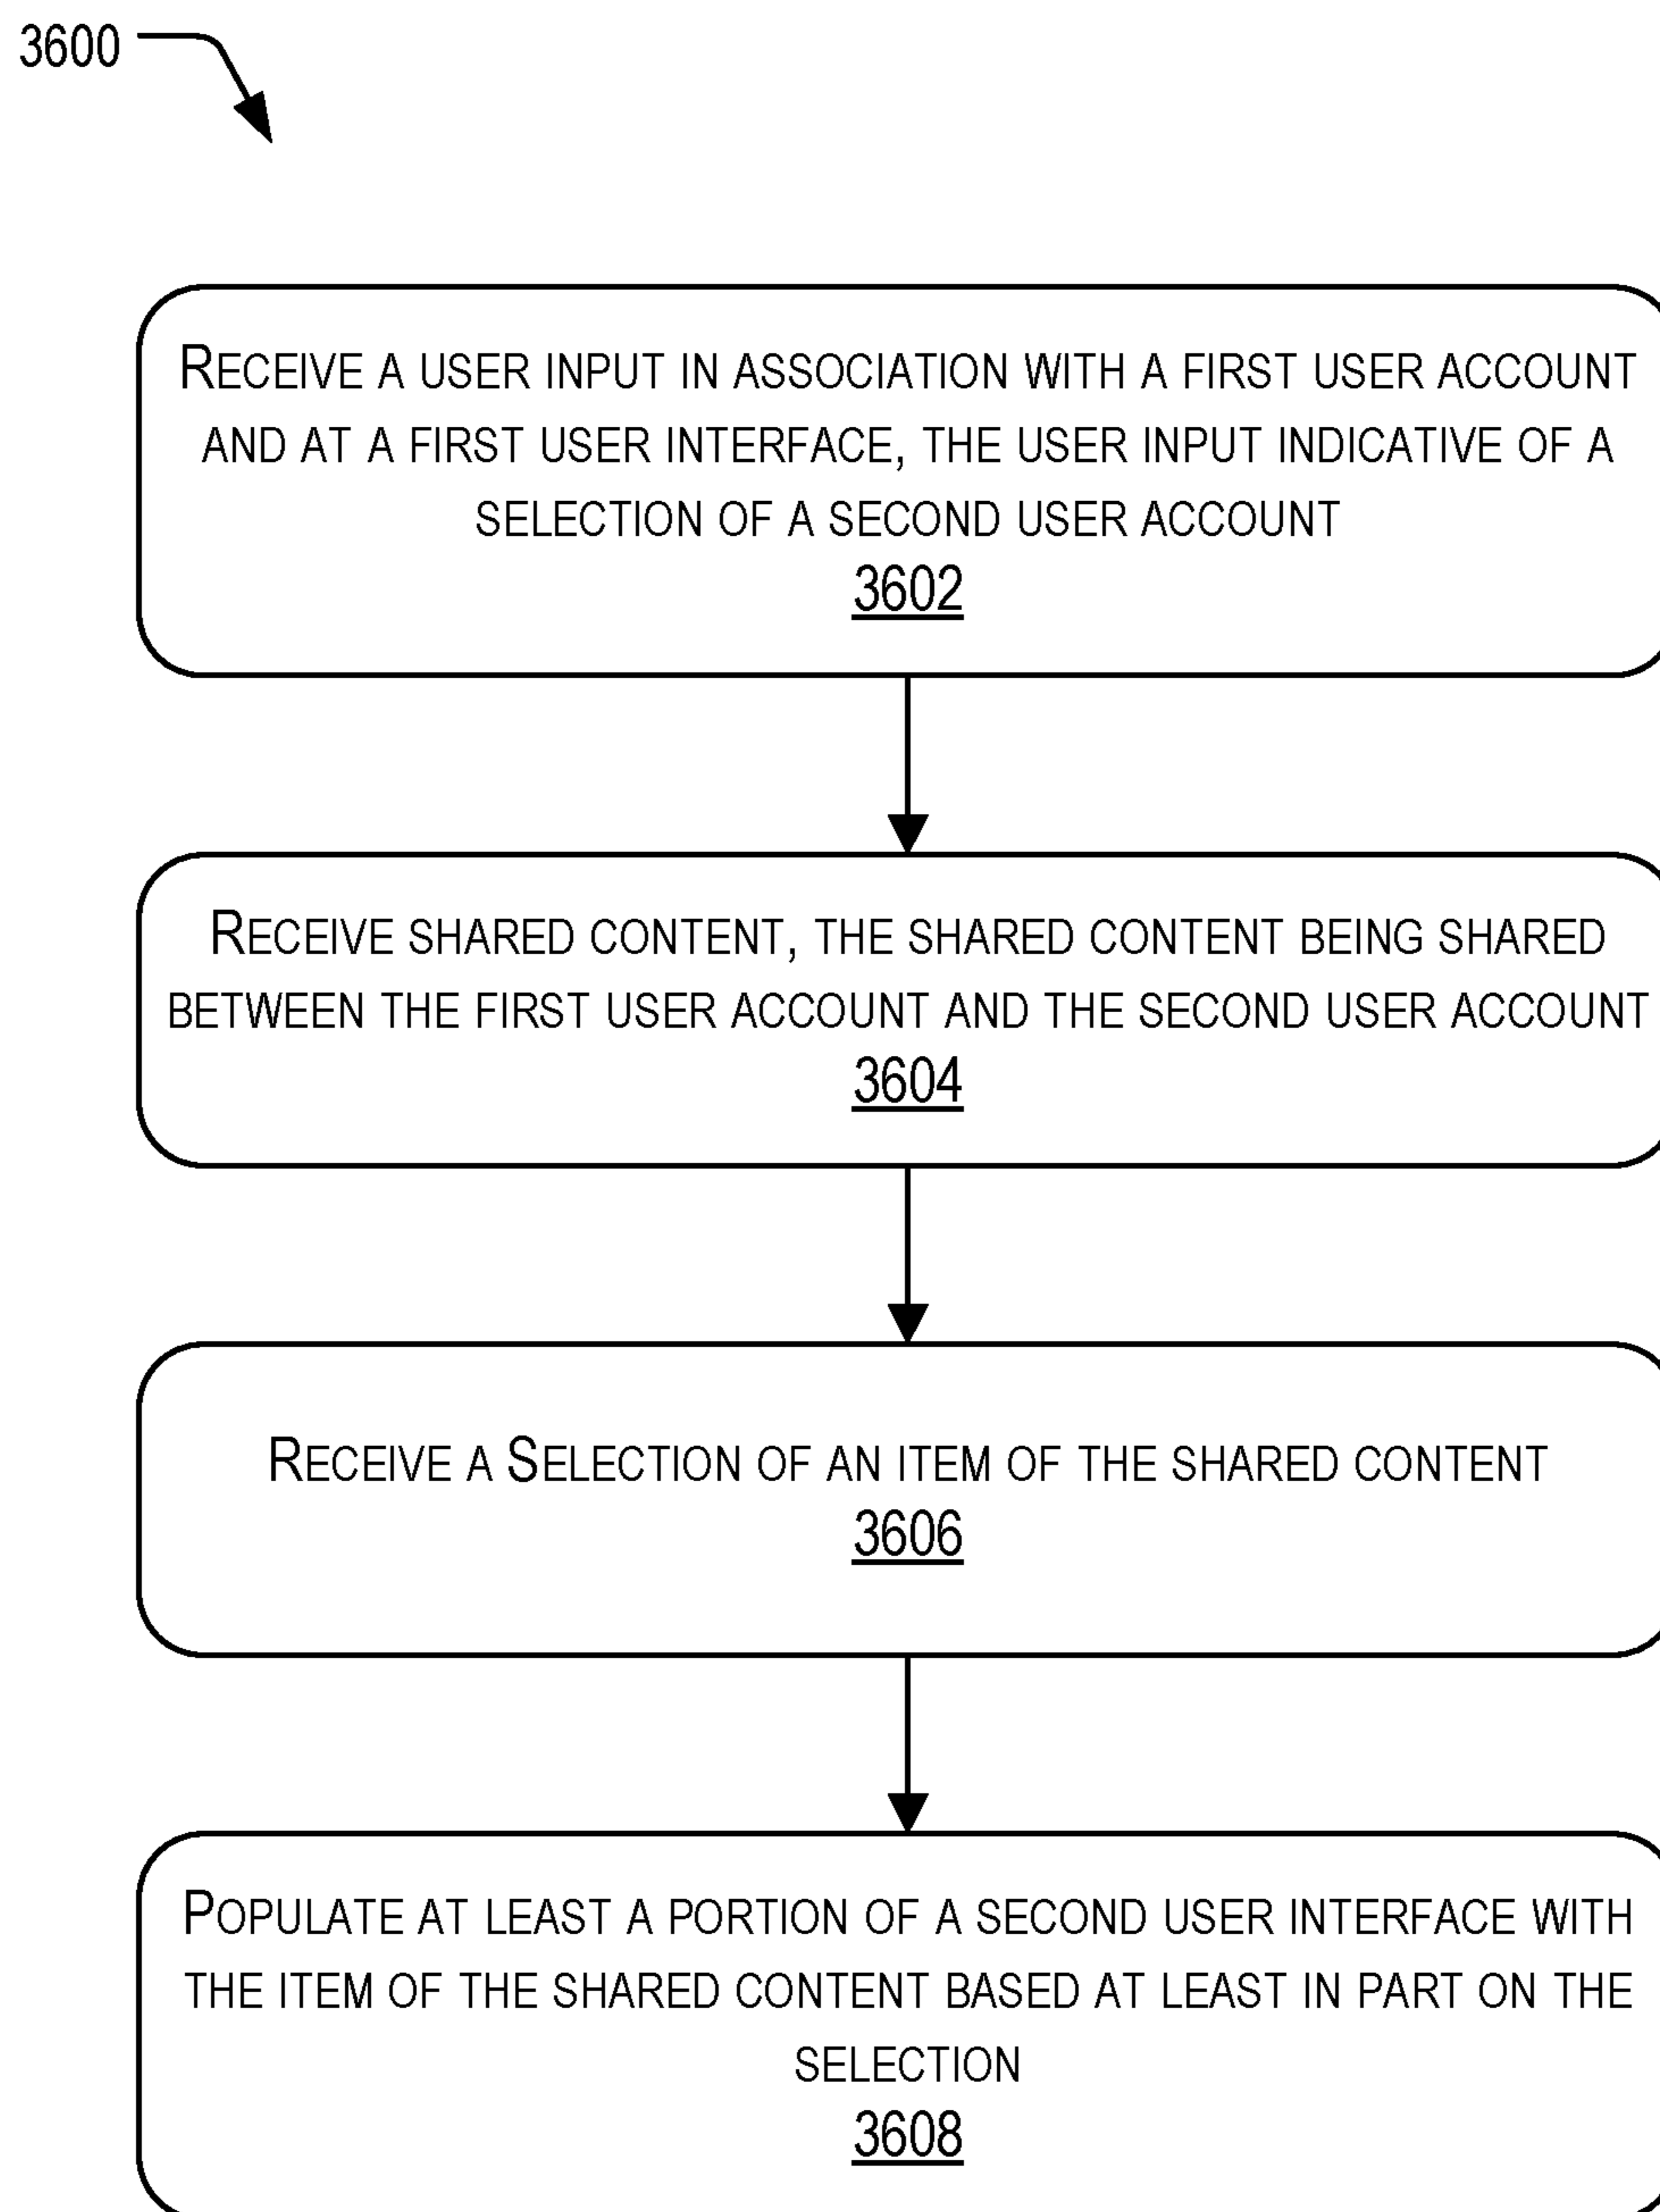 3600
RECEIVE A USER INPUT IN ASSOCIATION WITH A FIRST USER ACCOUNT
AND AT A FIRST USER INTERFACE, THE USER INPUT INDICATIVE OF A
SELECTION OF A SECOND USER ACCOUNT
3602
RECEIVE SHARED CONTENT, THE SHARED CONTENT BEING SHARED
BETWEEN THE FIRST USER ACCOUNT AND THE SECOND USER ACCOUNT
3604
RECEIVE A SELECTION OF AN ITEM OF THE SHARED CONTENT
3606
POPULATE AT LEAST A PORTION OF A SECOND USER INTERFACE WITH
THE ITEM OF THE SHARED CONTENT BASED AT LEAST IN PART ON THE
SELECTION
3608